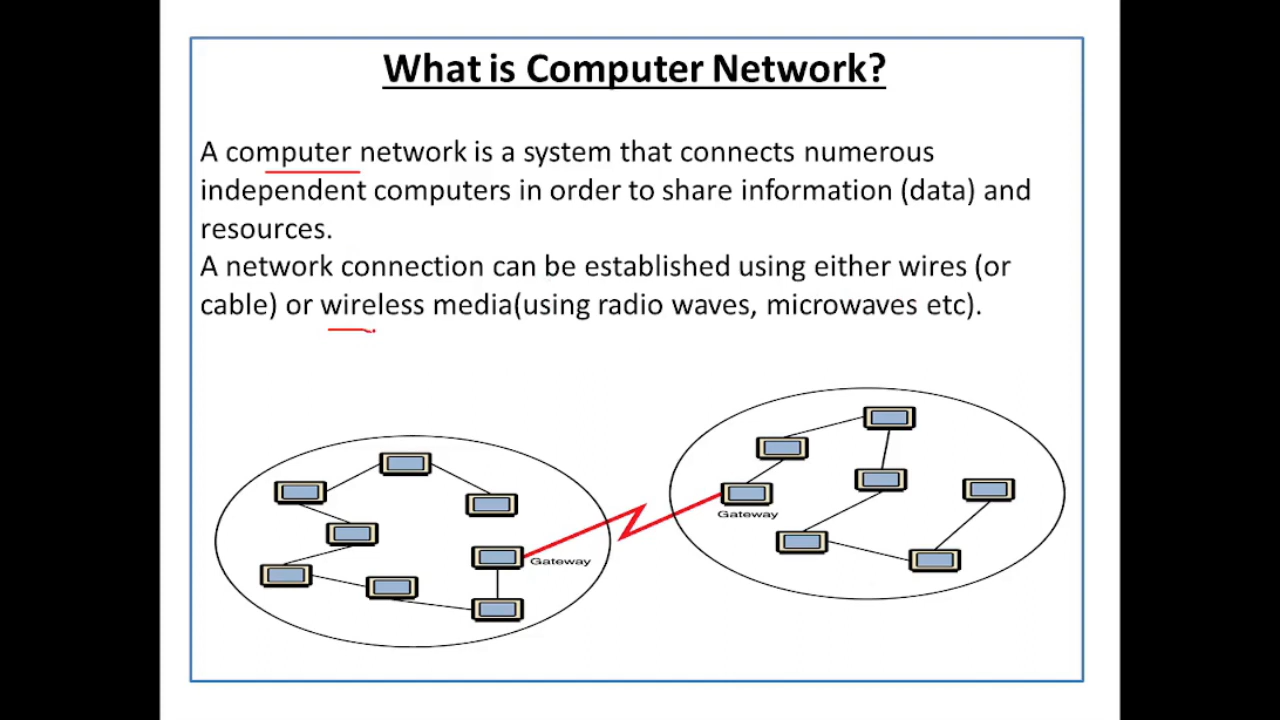 What is Computer Network?
A computer network is a system that connects numerous
independent computers in order to share information (data) and
resources.
A network connection can be established using either wires (or
cable) or wireless media(using radio waves, microwaves etc).
Gateway
Gateway